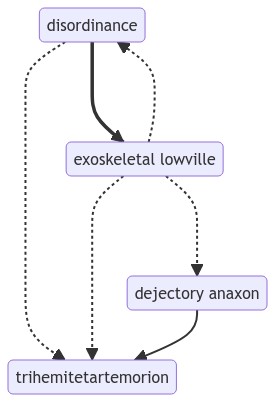 disordinance
exoskeletal lowville
dejectory anaxon
trihemitetartemorion